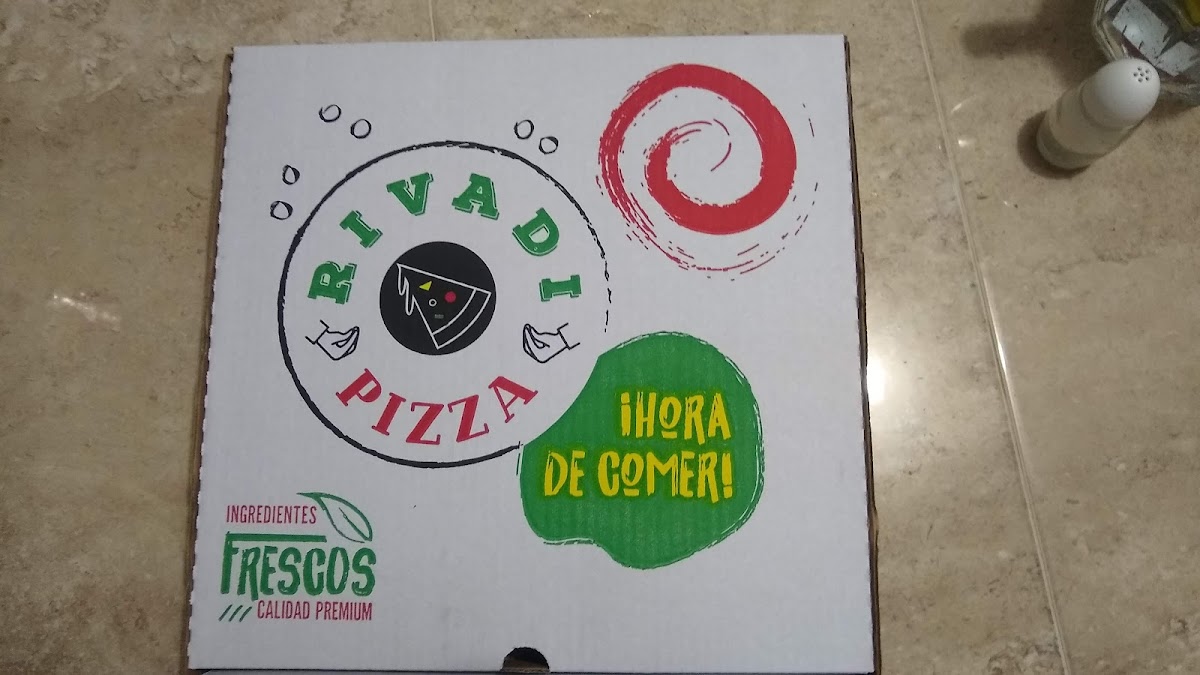 RIVADI
PIZZA
¡HORA
DE COMER!
INGREDIENTES
FRESCOS
/// CALIDAD PREMIUM